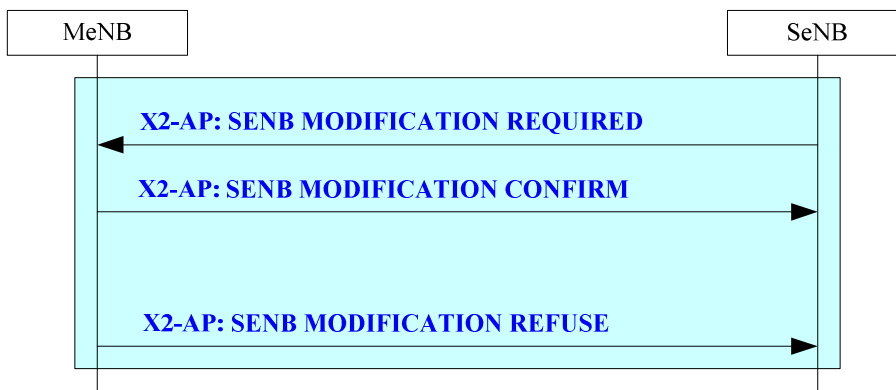 MeNB
SeNB
X2-AP: SENB MODIFICATION REQUIRED
X2-AP: SENB MODIFICATION CONFIRM
X2-AP: SENB MODIFICATION REFUSE